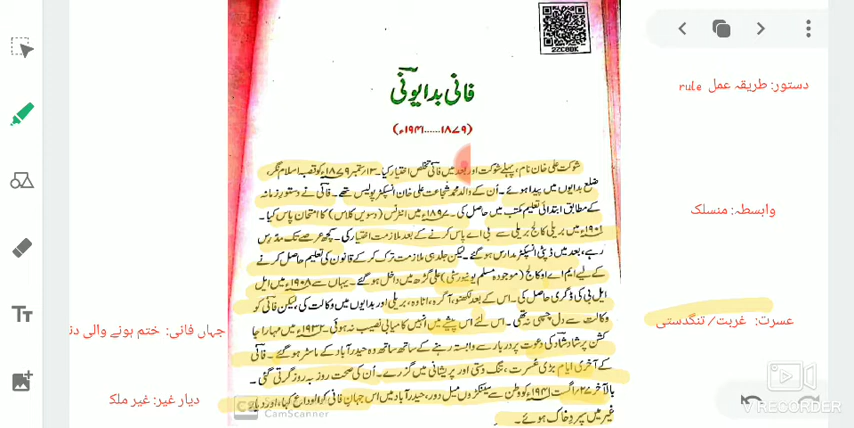 2ZC8BK
فانی بدایونی
(۱۸۷۹......۱۹۴۱ء)
شوکت علی خان نام، پہلے شوکت اور بعد میں فانی تخلص اختیار کیا۔ ۱۳ ستمبر ۱۸۷۹ء کو قصبہ اسلام نگر،
ضلع بدایوں میں پیدا ہوئے۔ اُن کے والد محمد شجاعت علی خان انسپکٹر پولیس تھے۔ فانی نے دستورِ زمانہ
کے مطابق ابتدائی تعلیم مکتب میں حاصل کی۔ ۱۸۹۷ء میں انٹرنس (دسویں کلاس) کا امتحان پاس کیا۔
۱۹۰۱ء میں بریلی کالج بریلی سے بی اے پاس کرنے کے بعد ملازمت اختیار کی۔ کچھ عرصے تک مدرس
رہے، بعد میں ڈپٹی انسپکٹر مدارس ہو گئے۔ لیکن جلد ہی ملازمت ترک کر کے قانون کی تعلیم حاصل کرنے
کے لیے ایم اے او کالج (موجودہ مسلم یونیورسٹی) علی گڑھ میں داخل ہو گئے۔ یہاں سے ۱۹۰۸ء میں ایل
ایل بی کی ڈگری حاصل کی۔ اس کے بعد لکھنو، آگرہ، اٹاوہ، بریلی اور بدایوں میں وکالت کی، لیکن فانی کو
وکالت سے دل چسپی نہ تھی۔ اس لئے اس پیشے میں انہیں کامیابی نصیب نہ ہوئی۔ ۱۹۳۲ء میں مہاراجا
کشن پرشاد شاد کی دعوت پر دربار سے وابستہ رہنے کے ساتھ ساتھ وہ حیدرآباد کے ماسٹر ہو گئے۔ فانی
کے آخری ایام بڑی عُسرت، تنگ دستی اور پریشانی میں گزرے۔ اُن کی صحت روز بہ روز گرتی گئی۔
بالآخر ۲۷ اگست ۱۹۴۱ء کو وطن سے سینکڑوں میل دور، حیدرآباد میں اس جہانِ فانی کو الوداع کہا، اور دیارِ
غیر میں سپردِ خاک ہوئے۔
دستور: طریقہ عمل rule
وابسطہ: منسلک
عسرت: غربت/ تنگدستی
جہاں فانی: ختم ہونے والی دن
دیار غیر: غیر ملک
CS CamScanner
VRECORDER